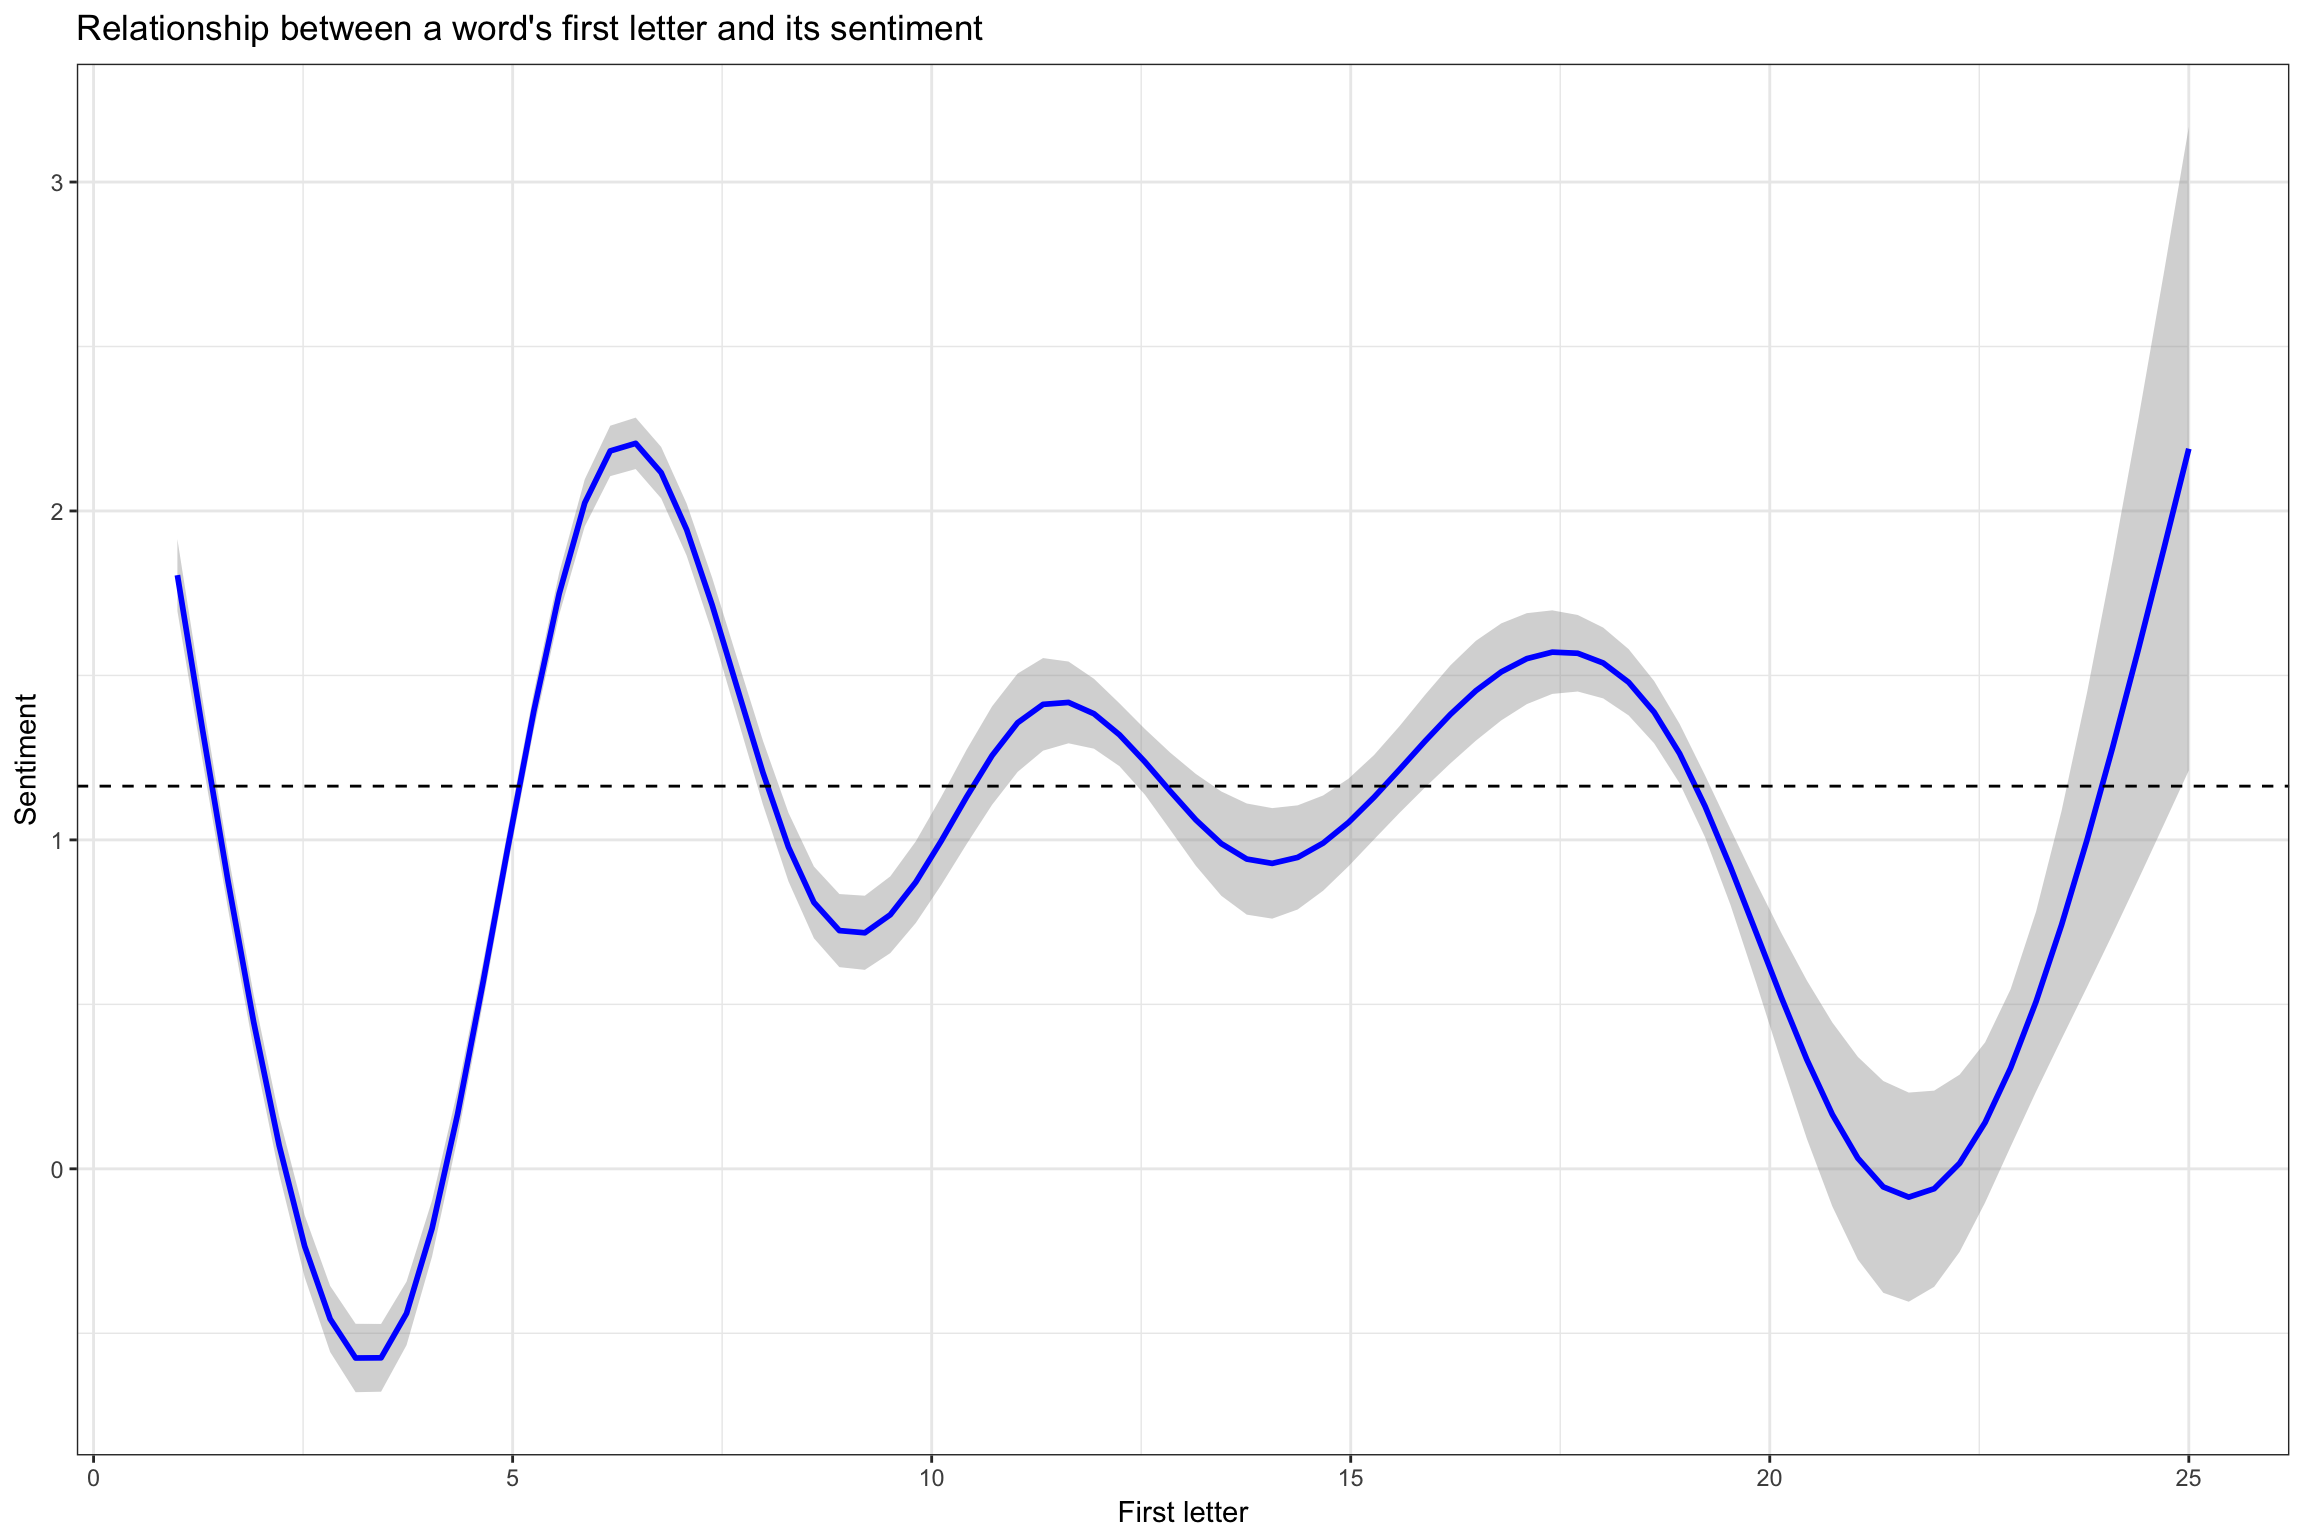 Relationship between a word's first letter and its sentiment
3
2
1
0
Sentiment
0 5 10 15 20 25
First letter